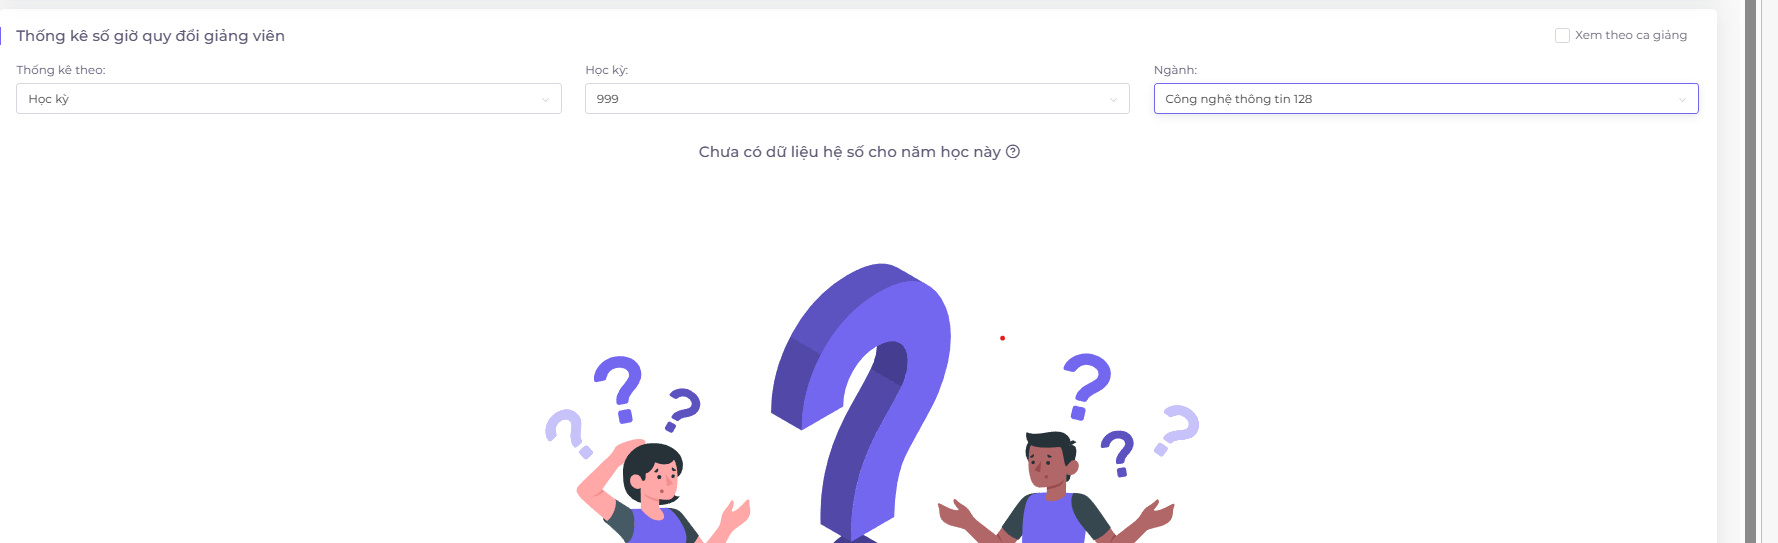 Thống kê số giờ quy đổi giảng viên
Xem theo ca giảng
Thống kê theo:
Học kỳ:
Ngành:
Học kỳ
999
Công nghệ thông tin 128
Chưa có dữ liệu hệ số cho năm học này